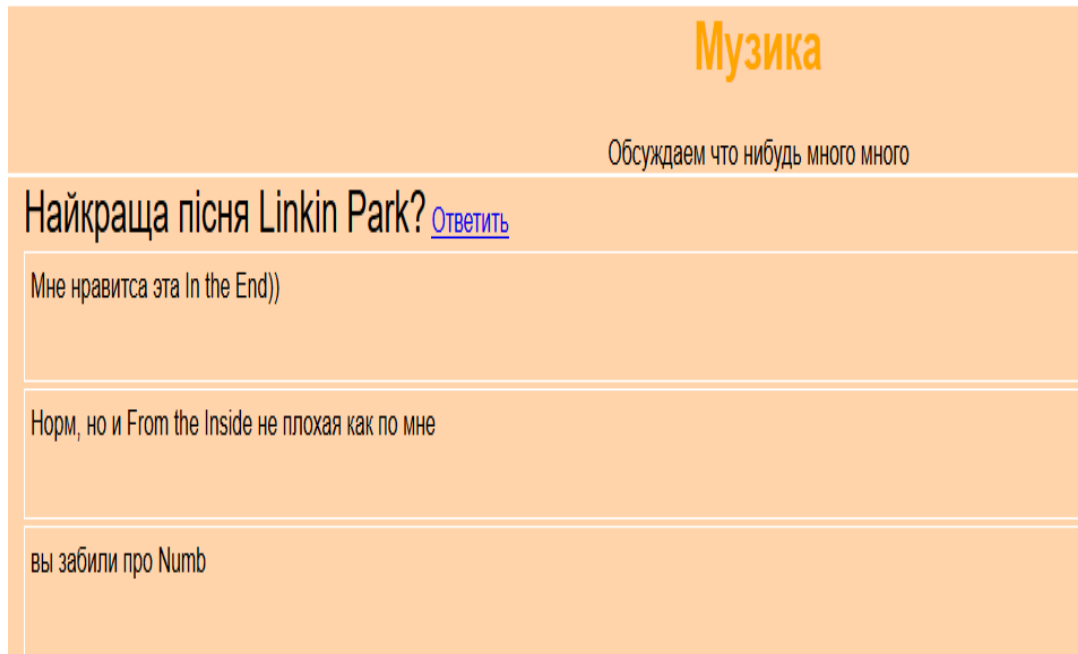 Музика
Обсуждаем что нибудь много много
Найкраща пісня Linkin Park? Ответить
Мне нравитса эта In the End))
Норм, но и From the Inside не плохая как по мне
вы забили про Numb